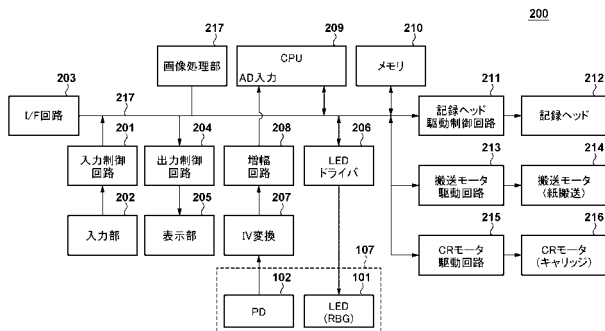 200
217
画像処理部
209
CPU
AD入力
210
メモリ
203
I/F回路
217
211
記録ヘッド
駆動制御回路
212
記録ヘッド
201
入力制御
回路
204
出力制御
回路
208
増幅
回路
206
LED
ドライバ
213
搬送モータ
駆動回路
214
搬送モータ
(紙搬送)
202
入力部
205
表示部
207
IV変換
215
CRモータ
駆動回路
216
CRモータ
(キャリッジ)
107
102
PD
101
LED
(RBG)